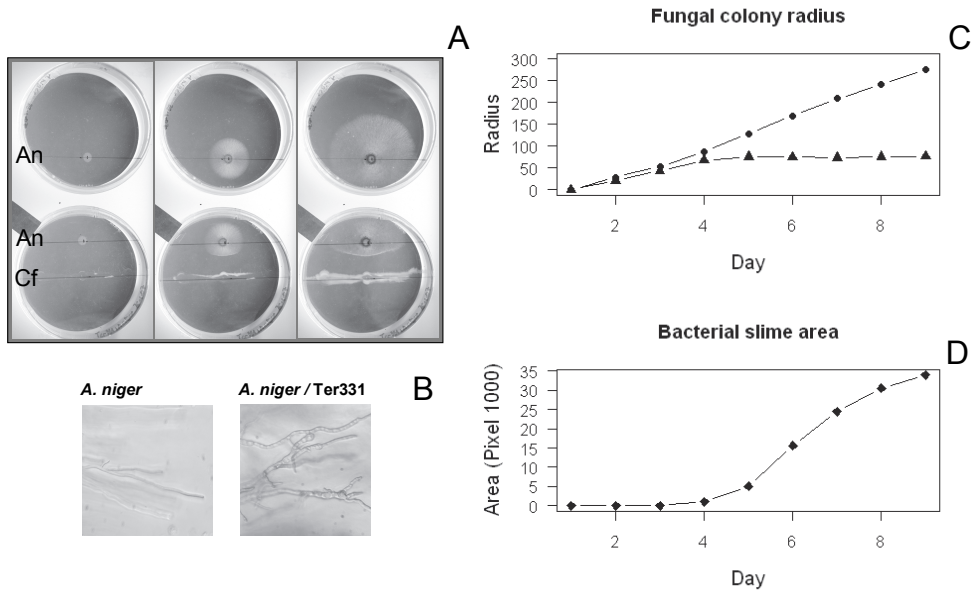 A
An
An
Cf
A. niger
A. niger / Ter331
B
Fungal colony radius
C
Radius
300
250
200
150
100
50
0
2
4
6
8
Day
Bacterial slime area
D
Area (Pixel 1000)
35
30
25
20
15
10
5
0
2
4
6
8
Day